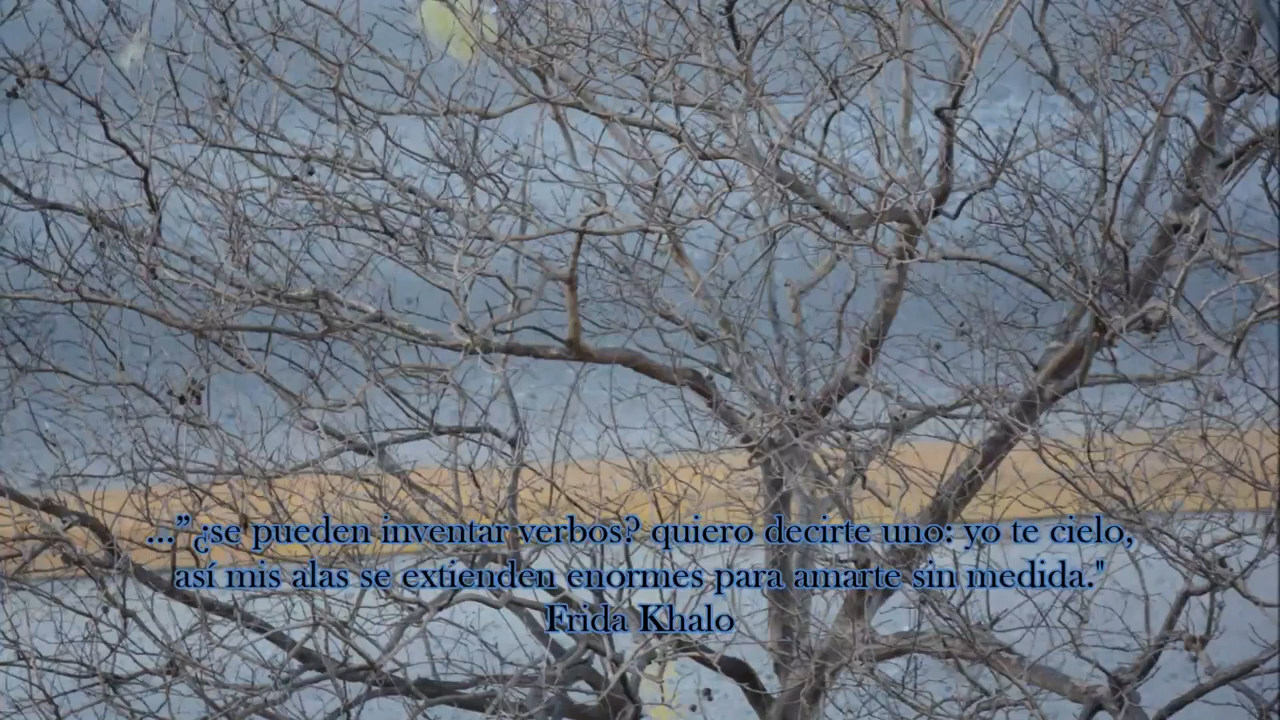 ..." ¿se pueden inventar verbos? quiero decirte uno: yo te cielo,
así mis alas se extienden enormes para amarte sin medida."
Frida Khalo